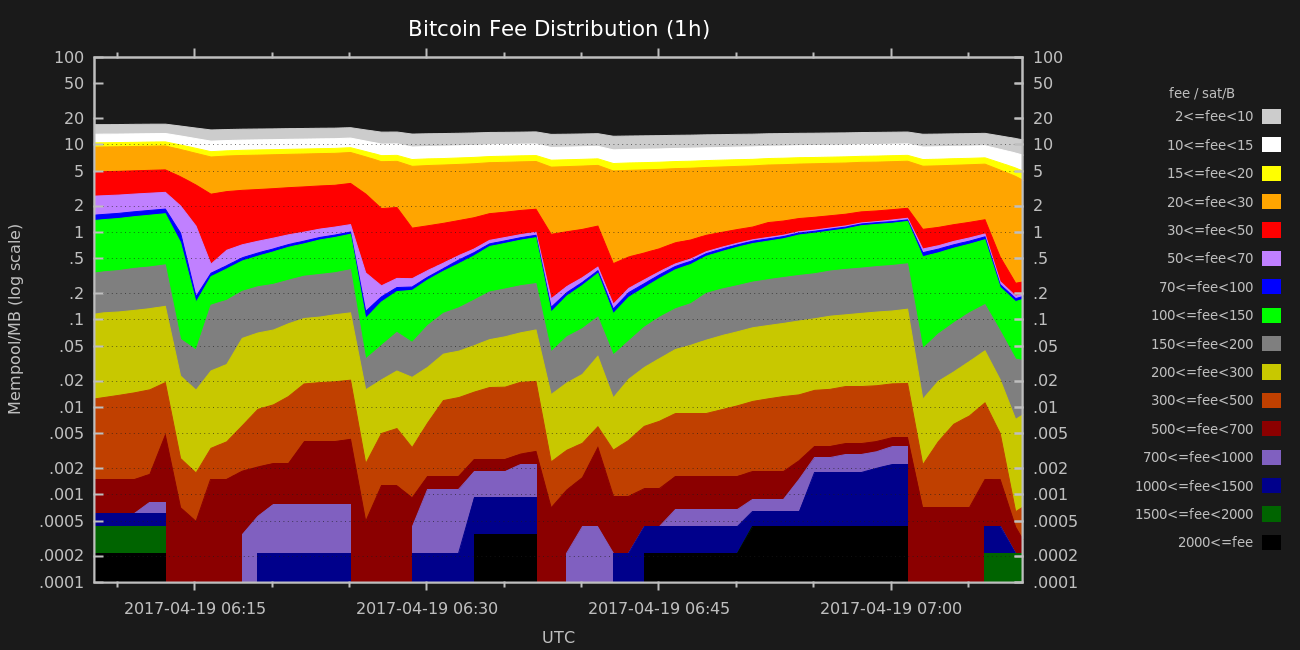 Bitcoin Fee Distribution (1h)
Mempool/MB (log scale)
100
50
20
10
5
2
1
.5
.2
.1
.05
.02
.01
.005
.002
.001
.0005
.0002
.0001
100
50
20
10
5
2
1
.5
.2
.1
.05
.02
.01
.005
.002
.001
.0005
.0002
.0001
fee / sat/B
2<=fee<10
10<=fee<15
15<=fee<20
20<=fee<30
30<=fee<50
50<=fee<70
70<=fee<100
100<=fee<150
150<=fee<200
200<=fee<300
300<=fee<500
500<=fee<700
700<=fee<1000
1000<=fee<1500
1500<=fee<2000
2000<=fee
2017-04-19 06:15 2017-04-19 06:30 2017-04-19 06:45 2017-04-19 07:00
UTC